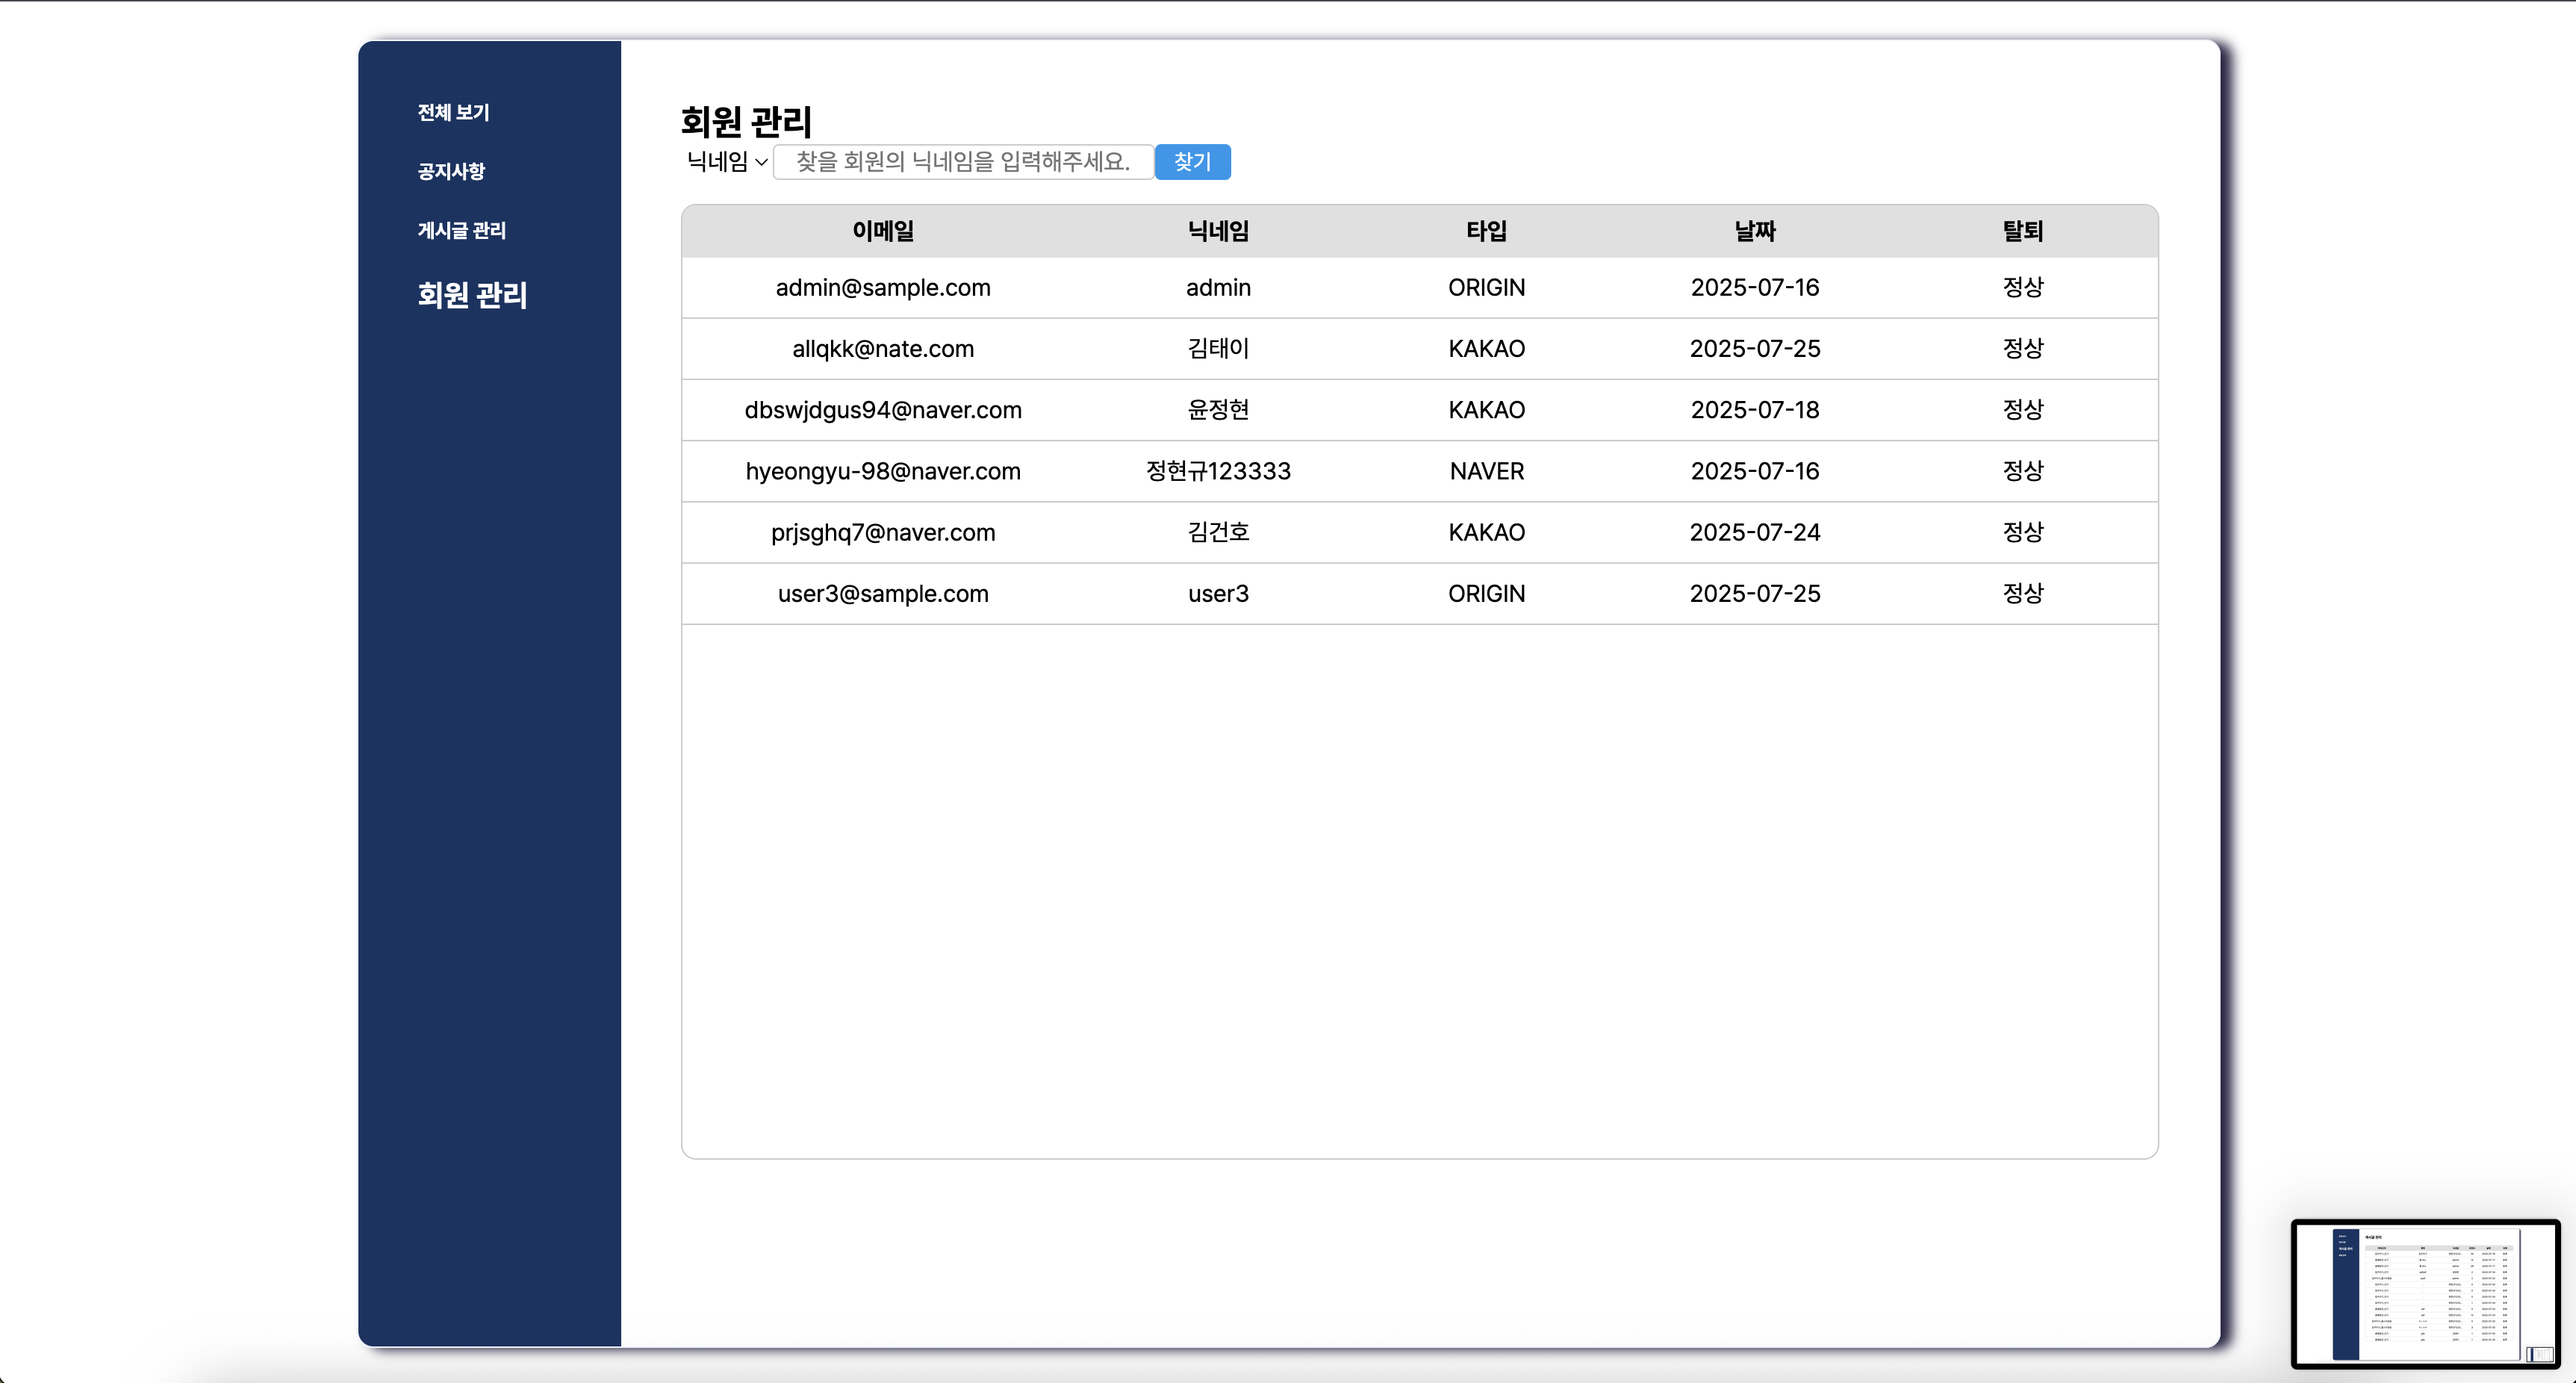 전체 보기
공지사항
게시글 관리
회원 관리
회원 관리
닉네임 찾을 회원의 닉네임을 입력해주세요. 찾기
이메일 닉네임 타입 날짜 탈퇴
admin@sample.com admin ORIGIN 2025-07-16 정상
allqkk@nate.com 김태이 KAKAO 2025-07-25 정상
dbswjdgus94@naver.com 윤정현 KAKAO 2025-07-18 정상
hyeongyu-98@naver.com 정현규123333 NAVER 2025-07-16 정상
prjsghq7@naver.com 김건호 KAKAO 2025-07-24 정상
user3@sample.com user3 ORIGIN 2025-07-25 정상
게시글 관리